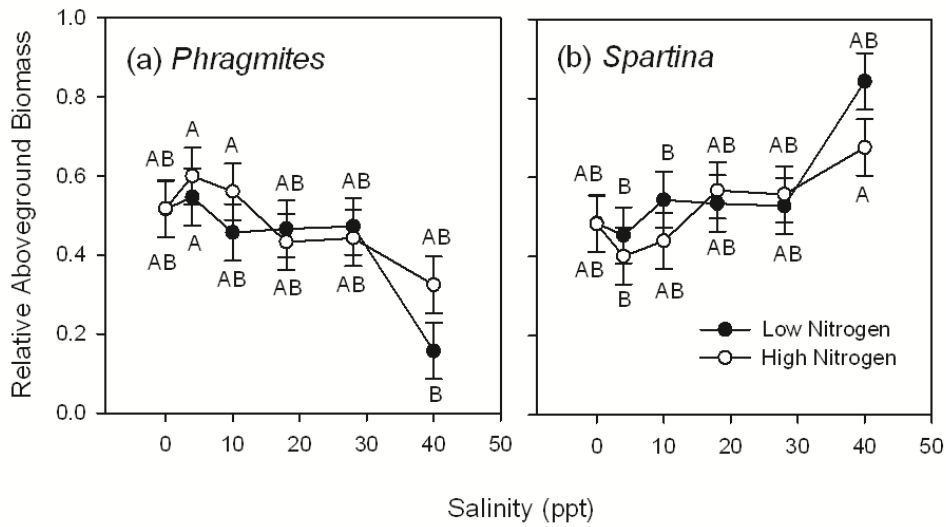 (a) Phragmites
(b) Spartina
Relative Aboveground Biomass
1.0
0.8
0.6
0.4
0.2
0.0
AB
A
A
AB
AB
AB
AB
A
AB
AB
AB
B
0
10
20
30
40
50
AB
B
B
AB
AB
AB
AB
B
AB
AB
AB
A
Low Nitrogen
High Nitrogen
0
10
20
30
40
50
Salinity (ppt)